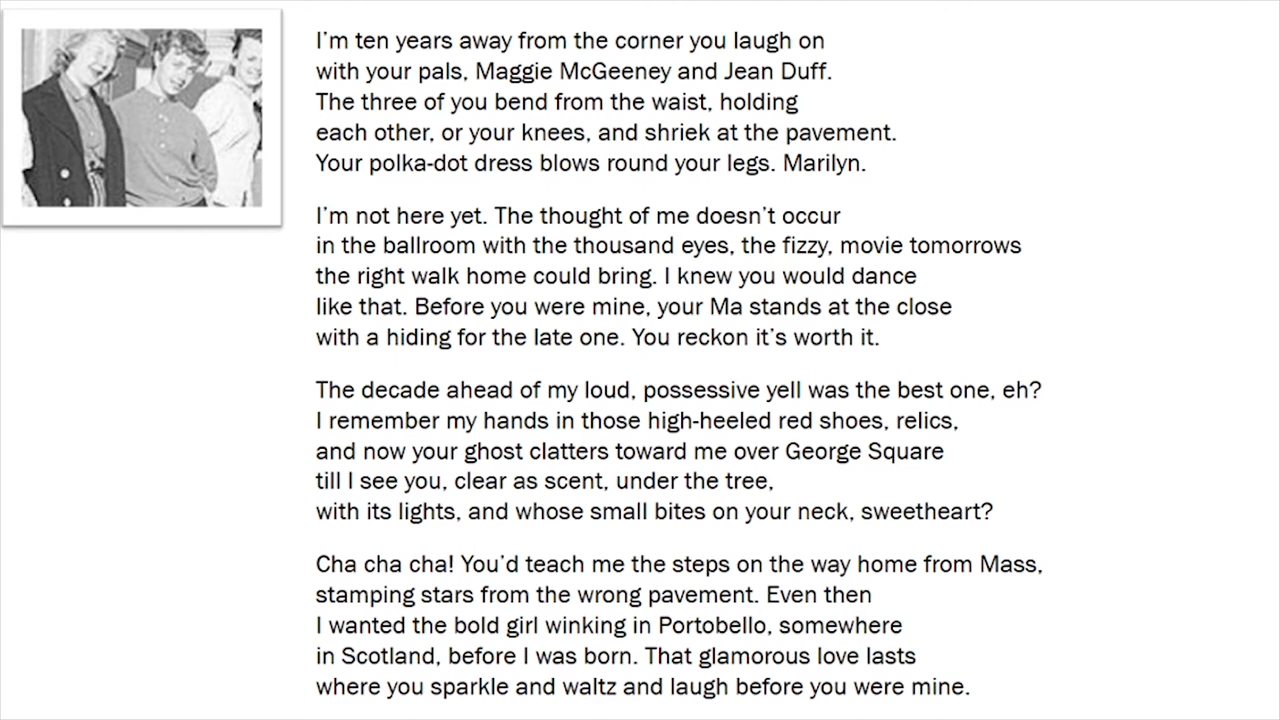 I’m ten years away from the corner you laugh on
with your pals, Maggie McGeeney and Jean Duff.
The three of you bend from the waist, holding
each other, or your knees, and shriek at the pavement.
Your polka-dot dress blows round your legs. Marilyn.
I’m not here yet. The thought of me doesn’t occur
in the ballroom with the thousand eyes, the fizzy, movie tomorrows
the right walk home could bring. I knew you would dance
like that. Before you were mine, your Ma stands at the close
with a hiding for the late one. You reckon it’s worth it.
The decade ahead of my loud, possessive yell was the best one, eh?
I remember my hands in those high-heeled red shoes, relics,
and now your ghost clatters toward me over George Square
till I see you, clear as scent, under the tree,
with its lights, and whose small bites on your neck, sweetheart?
Cha cha cha! You’d teach me the steps on the way home from Mass,
stamping stars from the wrong pavement. Even then
I wanted the bold girl winking in Portobello, somewhere
in Scotland, before I was born. That glamorous love lasts
where you sparkle and waltz and laugh before you were mine.